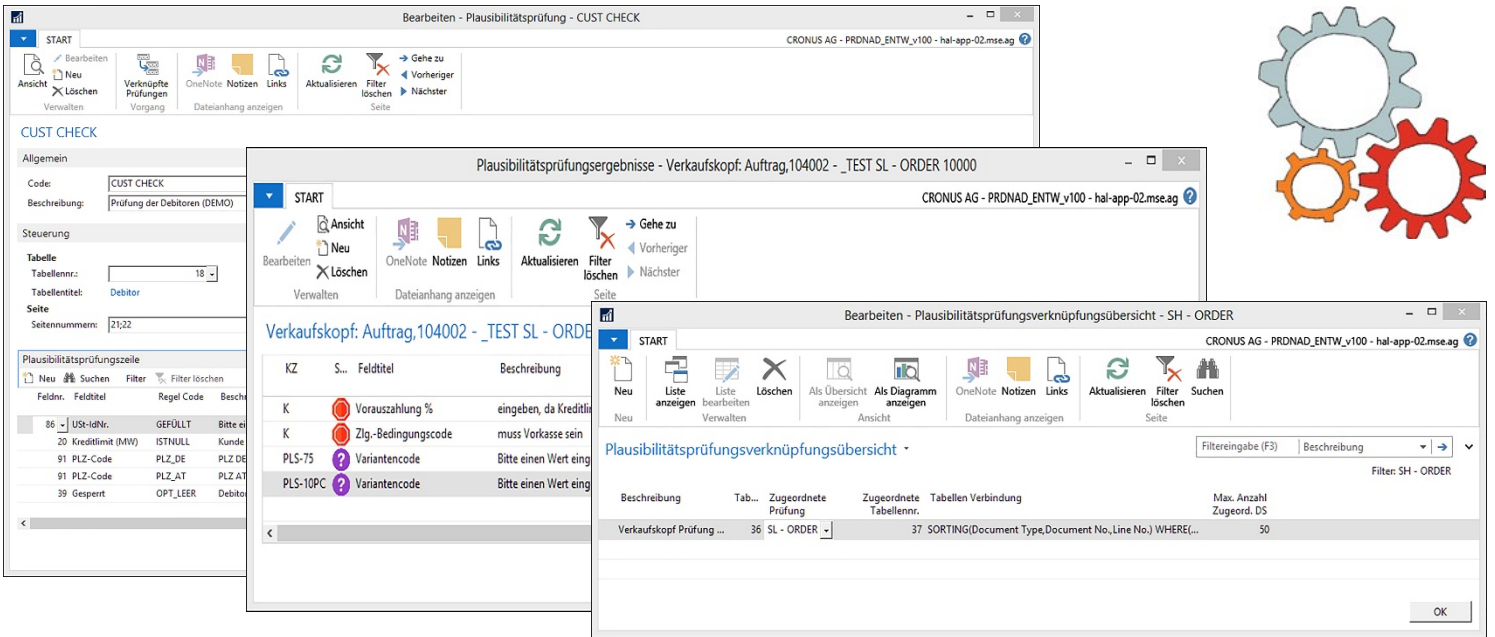 Bearbeiten - Plausibilitätsprüfung - CUST CHECK
START
CRONUS AG - PRDNAD_ENTW_v100 - hal-app-02.mse.ag
Ansicht
Bearbeiten
Neu
Löschen
Verwalten
Verknüpfte
Prüfungen
Vorgang
OneNote Notizen Links
Dateianhang anzeigen
Aktualisieren
Filter
löschen
Gehe zu
Vorheriger
Nächster
Seite
CUST CHECK
Allgemein
Code: CUST CHECK
Beschreibung: Prüfung der Debitoren (DEMO)
Steuerung
Tabelle
Tabellennr.: 18
Tabellentitel: Debitor
Seite
Seitennummern: 21;22
Plausibilitätsprüfungszeile
Neu Suchen Filter Filter löschen
Feldnr. Feldtitel Regel Code
86 USt-IdNr. GEFÜLLT Bitte
20 Kreditlimit (MW) ISTNULL Kunde
91 PLZ-Code PLZ_DE PLZ DE
91 PLZ-Code PLZ_AT PLZ AT
39 Gesperrt OPT_LEER
Plausibilitätsprüfungsergebnisse - Verkaufskopf: Auftrag,104002 - _TEST SL - ORDER 10000
START
CRONUS AG - PRDNAD_ENTW_v100 - hal-app-02.mse.ag
Bearbeiten
Ansicht
Neu
Löschen
Verwalten
OneNote Notizen Links
Dateianhang anzeigen
Aktualisieren
Filter
löschen
Gehe zu
Vorheriger
Nächster
Seite
Verkaufskopf: Auftrag,104002 - _TEST SL - ORDE
KZ S... Feldtitel Beschreibung
K Vorauszahlung % eingeben, da
K Zlg.-Bedingungscode muss Vorkasse sein
PLS-75 Variantencode Bitte einen Wert eing
PLS-10PC Variantencode Bitte einen Wert eing
Bearbeiten - Plausibilitätsprüfungsverknüpfungsübersicht - SH - ORDER
START
CRONUS AG - PRDNAD_ENTW_v100 - hal-app-02.mse.ag
Neu
Neu
Liste
anzeigen
Liste
bearbeiten
Löschen
Verwalten
Als Übersicht
anzeigen
Als Diagramm
anzeigen
Ansicht
OneNote Notizen Links
Dateianhang anzeigen
Aktualisieren
Filter
löschen
Suchen
Seite
Plausibilitätsprüfungsverknüpfungsübersicht
Filtereingabe (F3) Beschreibung
Filter: SH - ORDER
Beschreibung Tab... Zugeordnete Zugeordnete Tabellen Verbindung Max. Anzahl
Prüfung Tabellennr. Zugeord. DS
Verkaufskopf Prüfung ... 36 SL - ORDER 37 SORTING(Document Type,Document No.,Line No.) WHERE(... 50
OK